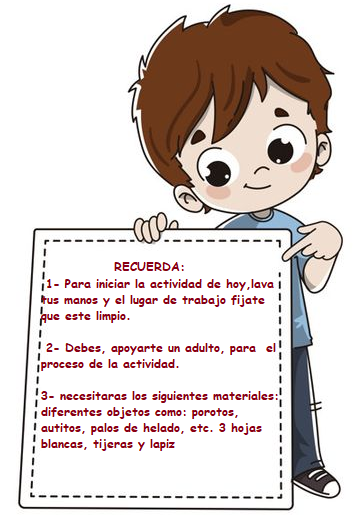 RECUERDA:
1- Para iniciar la actividad de hoy,lava
tus manos y el lugar de trabajo fijate
que este limpio.
2- Debes, apoyarte un adulto, para el
proceso de la actividad.
3- necesitaras los siguientes materiales:
diferentes objetos como: porotos,
autitos, palos de helado, etc. 3 hojas
blancas, tijeras y lapiz